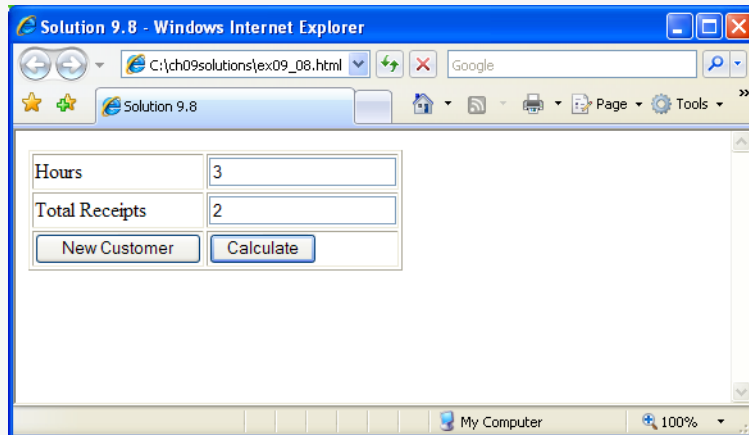 Solution 9.8 - Windows Internet Explorer
C:\ch09solutions\ex09_08.html
Google
Solution 9.8
Page
Tools
»
Hours
3
Total Receipts
2
New Customer
Calculate
My Computer
100%